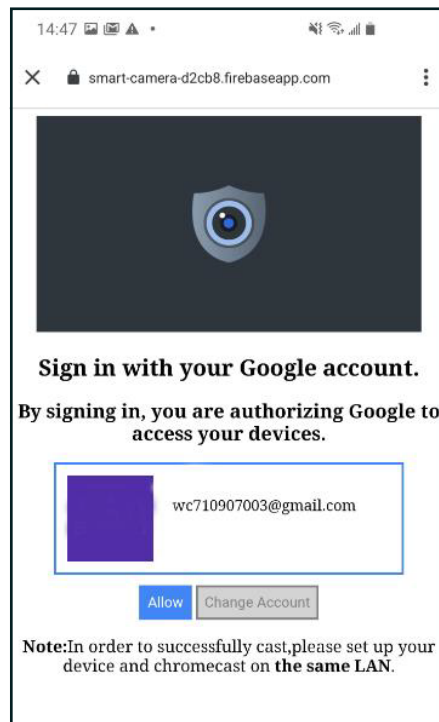 14:47
smart-camera-d2cb8.firebaseapp.com
Sign in with your Google account.
By signing in, you are authorizing Google to
access your devices.
wc710907003@gmail.com
Allow Change Account
Note:In order to successfully cast,please set up your
device and chromecast on the same LAN.